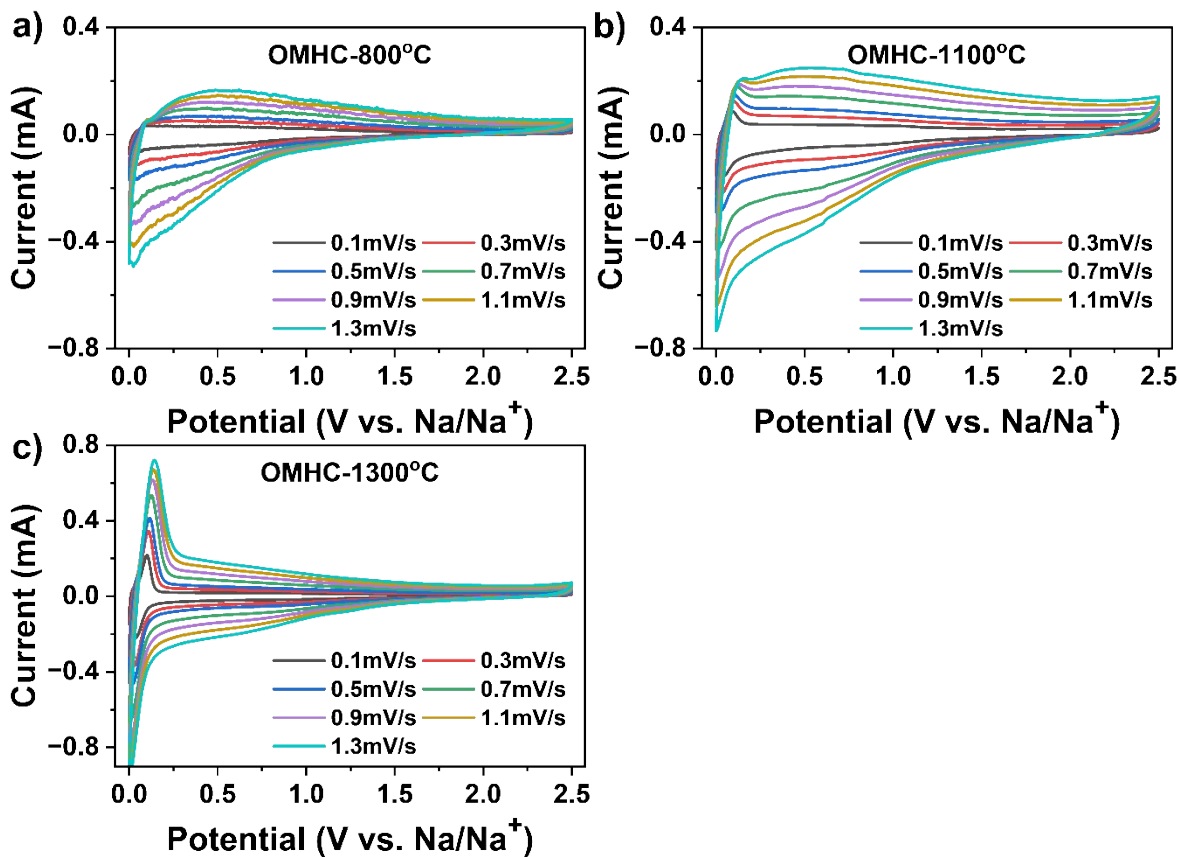 a)
OMHC-800°C
0.4
0.0
−0.4
−0.8
Current (mA)
0.1mV/s 0.3mV/s
0.5mV/s 0.7mV/s
0.9mV/s 1.1mV/s
1.3mV/s
0.0 0.5 1.0 1.5 2.0 2.5
Potential (V vs. Na/Na⁺)
b)
OMHC-1100°C
0.4
0.0
−0.4
−0.8
Current (mA)
0.1mV/s 0.3mV/s
0.5mV/s 0.7mV/s
0.9mV/s 1.1mV/s
1.3mV/s
0.0 0.5 1.0 1.5 2.0 2.5
Potential (V vs. Na/Na⁺)
c)
OMHC-1300°C
0.8
0.4
0.0
−0.4
−0.8
Current (mA)
0.1mV/s 0.3mV/s
0.5mV/s 0.7mV/s
0.9mV/s 1.1mV/s
1.3mV/s
0.0 0.5 1.0 1.5 2.0 2.5
Potential (V vs. Na/Na⁺)